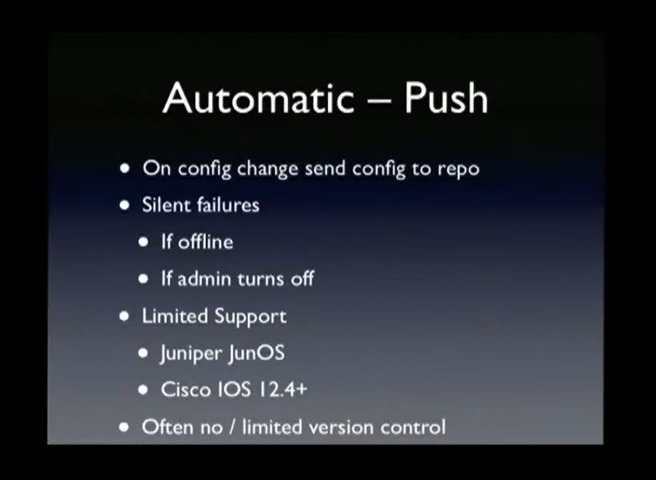 Automatic – Push
• On config change send config to repo
• Silent failures
• If offline
• If admin turns off
• Limited Support
• Juniper JunOS
• Cisco IOS 12.4+
• Often no / limited version control